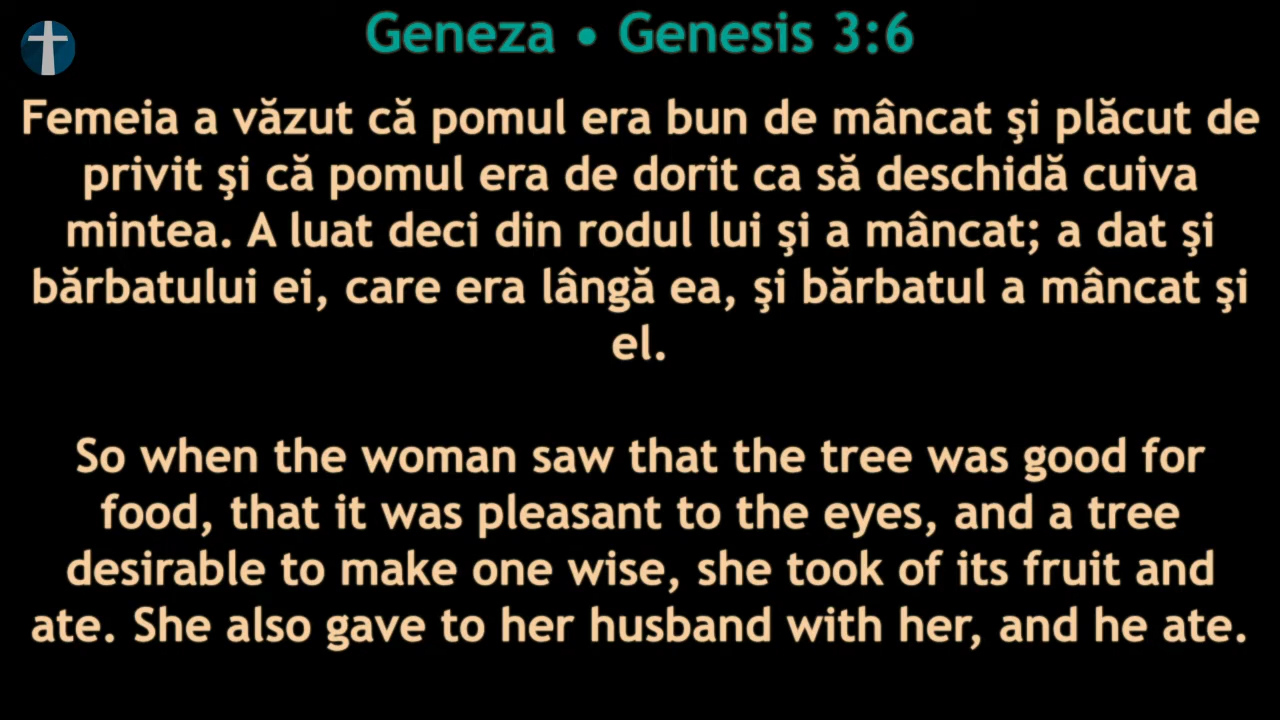 Geneza • Genesis 3:6
Femeia a văzut că pomul era bun de mâncat şi plăcut de
privit şi că pomul era de dorit ca să deschidă cuiva
mintea. A luat deci din rodul lui şi a mâncat; a dat şi
bărbatului ei, care era lângă ea, şi bărbatul a mâncat şi
el.
So when the woman saw that the tree was good for
food, that it was pleasant to the eyes, and a tree
desirable to make one wise, she took of its fruit and
ate. She also gave to her husband with her, and he ate.